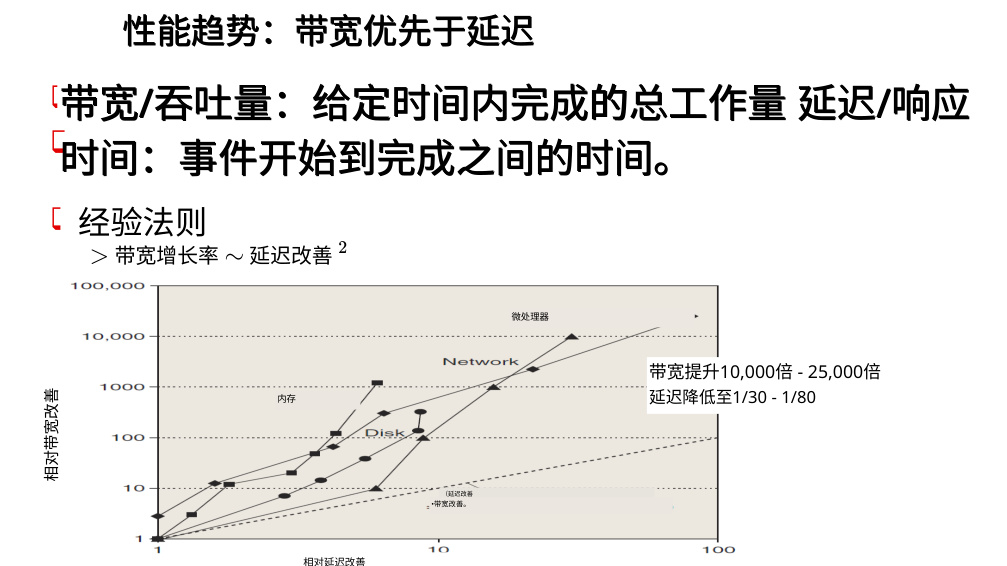 性能趋势：带宽优先于延迟
带宽/吞吐量：给定时间内完成的总工作量 延迟/响应
时间：事件开始到完成之间的时间。
经验法则
> 带宽增长率 ~ 延迟改善 ²
100,000
微处理器
10,000
Network
带宽提升10,000倍 - 25,000倍
1000
延迟降低至1/30 - 1/80
内存
相对带宽改善
100
Disk
10
(延迟改善
•带宽改善。
1
1
10
100
相对延迟改善